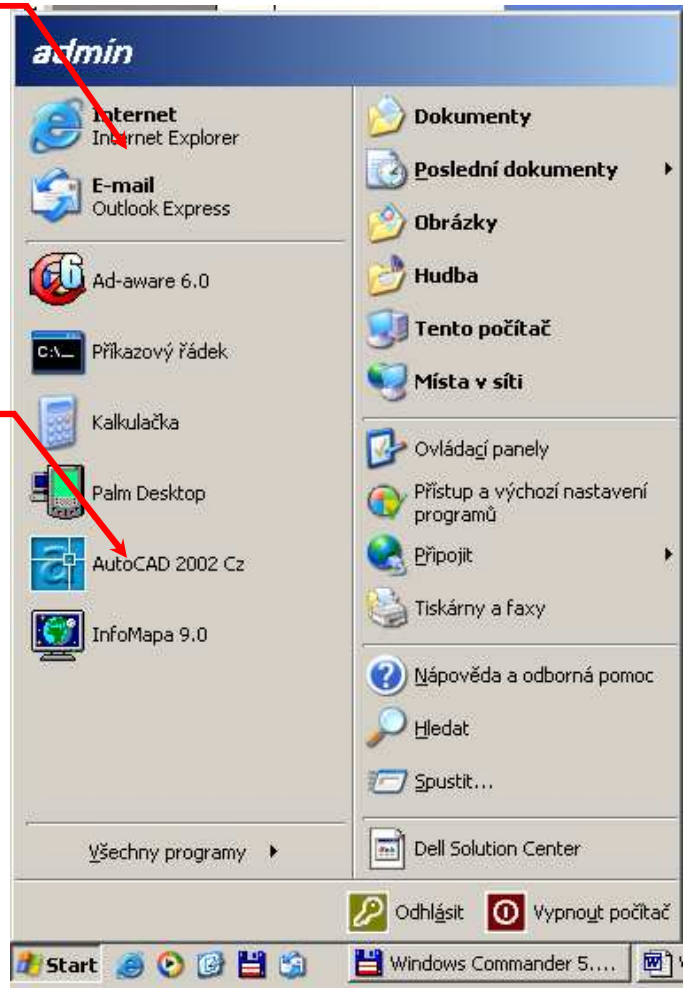 admin
Internet
Internet Explorer
E-mail
Outlook Express
Ad-aware 6.0
C:\_
Příkazový řádek
Kalkulačka
Palm Desktop
AutoCAD 2002 Cz
InfoMapa 9.0
Všechny programy
Dokumenty
Poslední dokumenty
Obrázky
Hudba
Tento počítač
Místa v síti
Ovládací panely
Přístup a výchozí nastavení
programů
Připojit
Tiskárny a faxy
Nápověda a odborná pomoc
Hledat
Spustit...
Dell Solution Center
Odhlásit
Vypnout počítač
Start
Windows Commander 5....